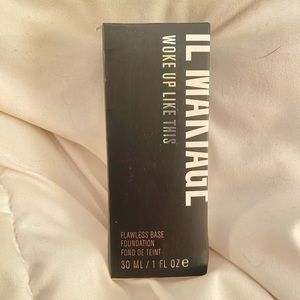 IL MAKIAGE
WOKE UP LIKE THIS
FLAWLESS BASE
FOUNDATION
FOND DE TEINT
30 ML / 1 FL OZ e